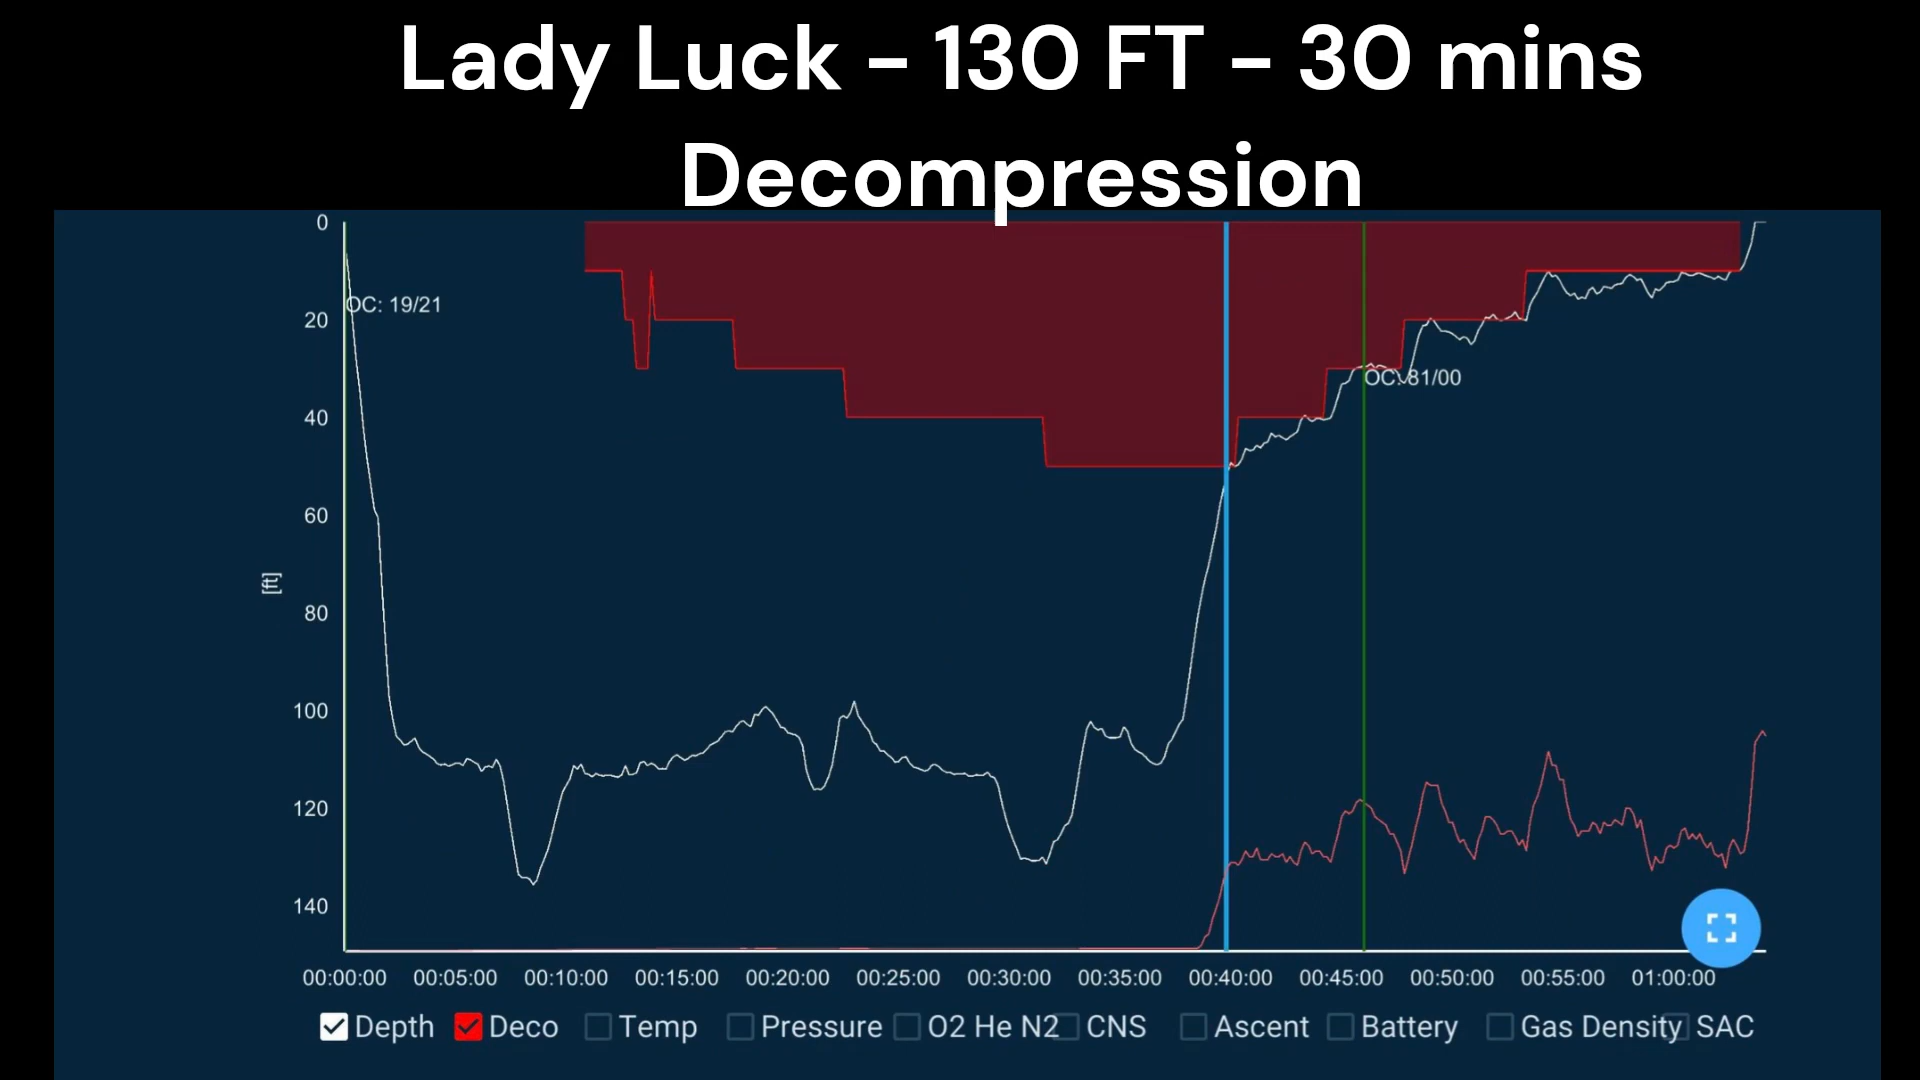 Lady Luck – 130 FT – 30 mins
Decompression
0
OC: 19/21
20
OC: 81/00
40
60
[ft]
80
100
120
140
00:00:00 00:05:00 00:10:00 00:15:00 00:20:00 00:25:00 00:30:00 00:35:00 00:40:00 00:45:00 00:50:00 00:55:00 01:00:00
Depth Deco Temp Pressure O2 He N2 CNS Ascent Battery Gas Density SAC